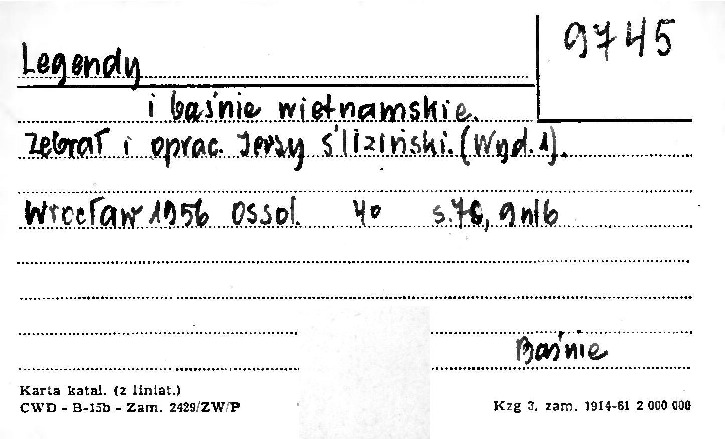 9745
Legendy
i baśnie wietnamskie.
Zebrał i oprac. Jerzy Śliziński. (Wyd. 1).
Wrocław 1956 Ossol. 4o s. 76, 9 nlb
Baśnie
Karta katal. (z liniat.)
CWD - B-15b - Zam. 2429/ZW/P
Kzg 3, zam. 1914-61 2 000 000